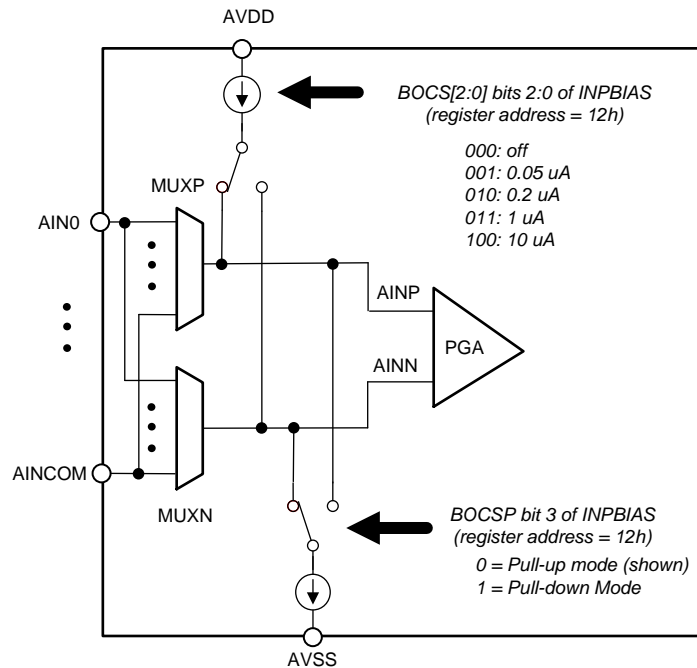 AVDD
BOCS[2:0] bits 2:0 of INPBIAS
(register address = 12h)
000: off
001: 0.05 uA
010: 0.2 uA
011: 1 uA
100: 10 uA
MUXP
AIN0
AINP
PGA
AINN
AINCOM
MUXN
BOCSP bit 3 of INPBIAS
(register address = 12h)
0 = Pull-up mode (shown)
1 = Pull-down Mode
AVSS